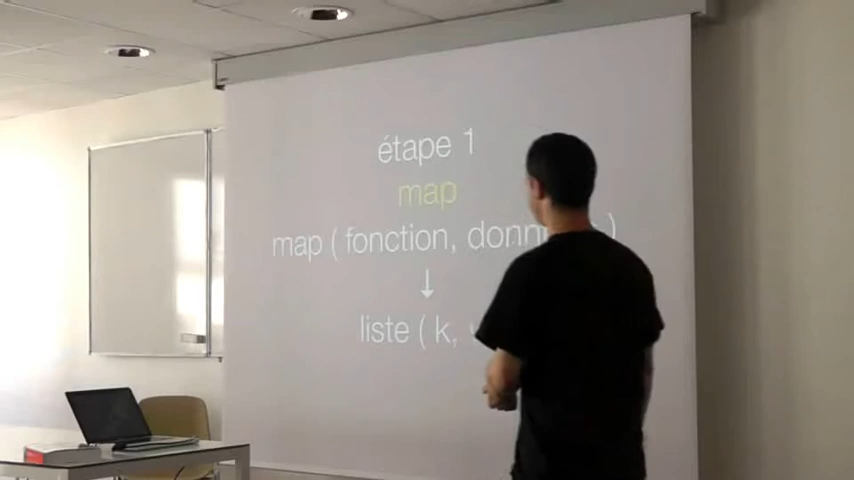 étape 1
map
map ( fonction, )
↓
liste ( k,